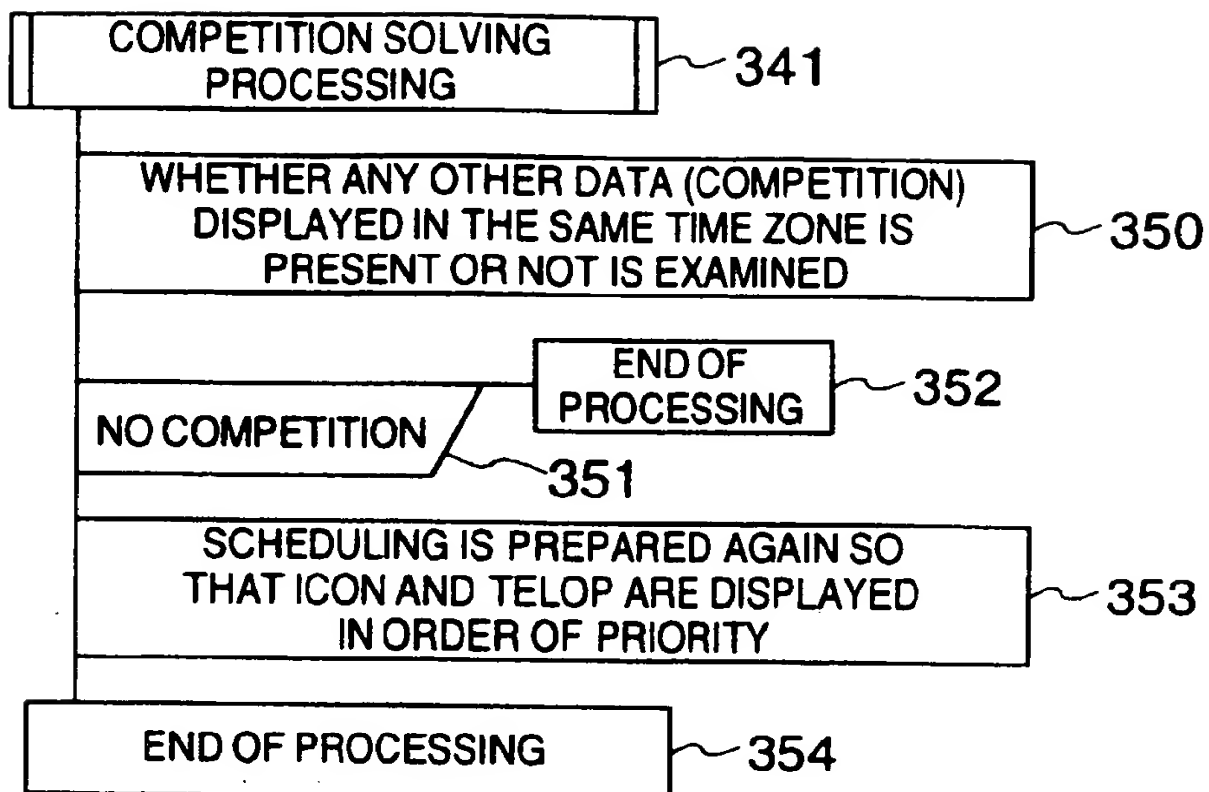 COMPETITION SOLVING
PROCESSING
341
WHETHER ANY OTHER DATA (COMPETITION)
DISPLAYED IN THE SAME TIME ZONE IS
PRESENT OR NOT IS EXAMINED
350
END OF
PROCESSING
352
NO COMPETITION
351
SCHEDULING IS PREPARED AGAIN SO
THAT ICON AND TELOP ARE DISPLAYED
IN ORDER OF PRIORITY
353
END OF PROCESSING
354